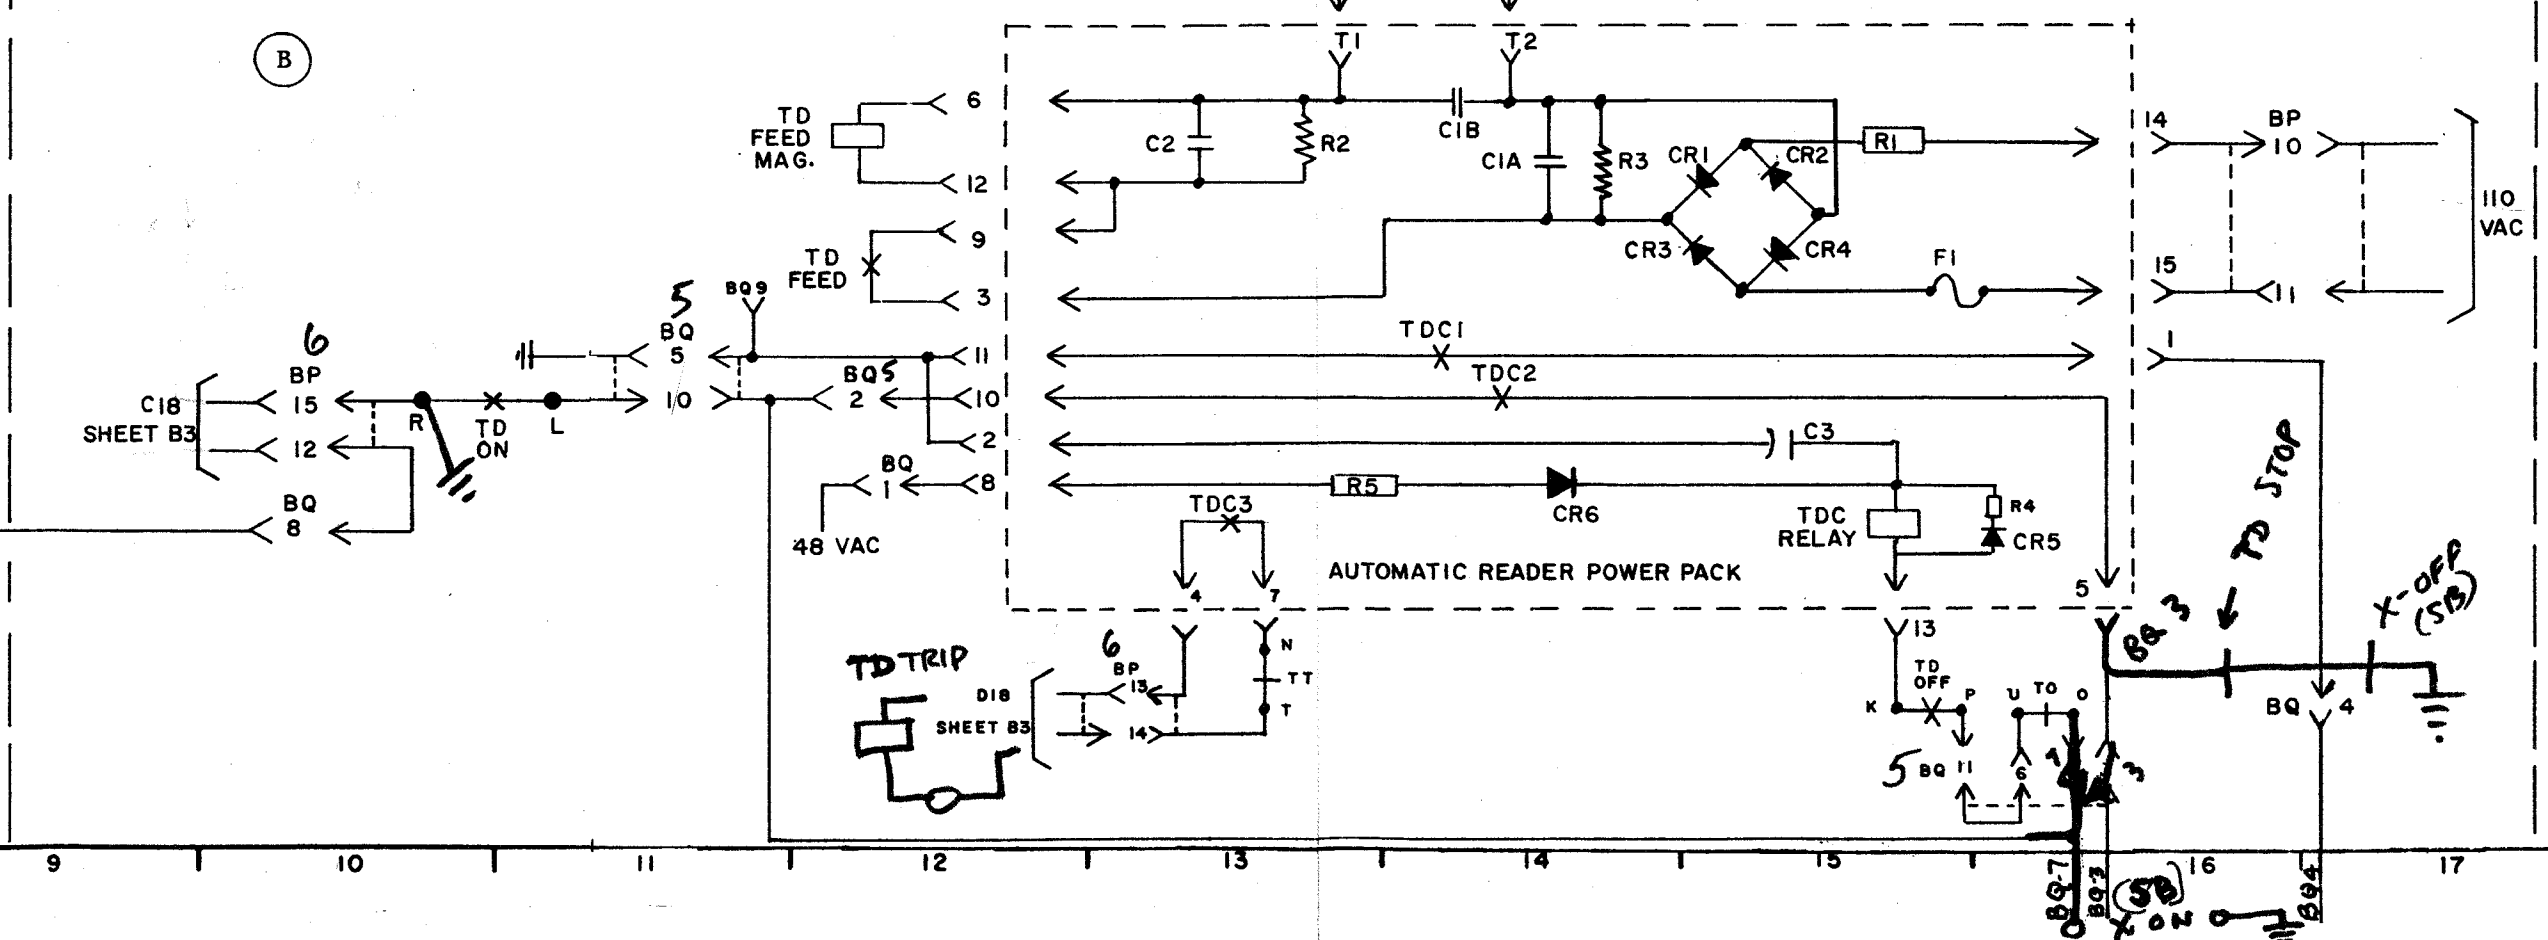 B
T1
T2
TD
FEED
MAG.
6
12
C2
R2
C1B
C1A
R3
CR1
CR2
CR3
CR4
R1
F1
14
BP
10
15
11
110
VAC
TD
FEED
9
3
5
BQ9
BQ
5
10
11
BQ 5
2
10
2
TDC1
TDC2
1
6
BP
15
12
C18
SHEET B3
R
TD
ON
L
BQ
8
BQ
1
8
48 VAC
C3
R5
CR6
TDC
RELAY
R4
CR5
TDC3
4
7
AUTOMATIC READER POWER PACK
5
TD STOP
X-OFF
(5B)
BQ 3
TD TRIP
6
BP
13
D18
SHEET B3
14
N
TT
T
13
TD
OFF
K
P
U
TO
O
5
BQ
11
6
3
BQ 4
9
10
11
12
13
14
15
16
17
BQ-7
BQ-3
(5B)
X ON
BQ4